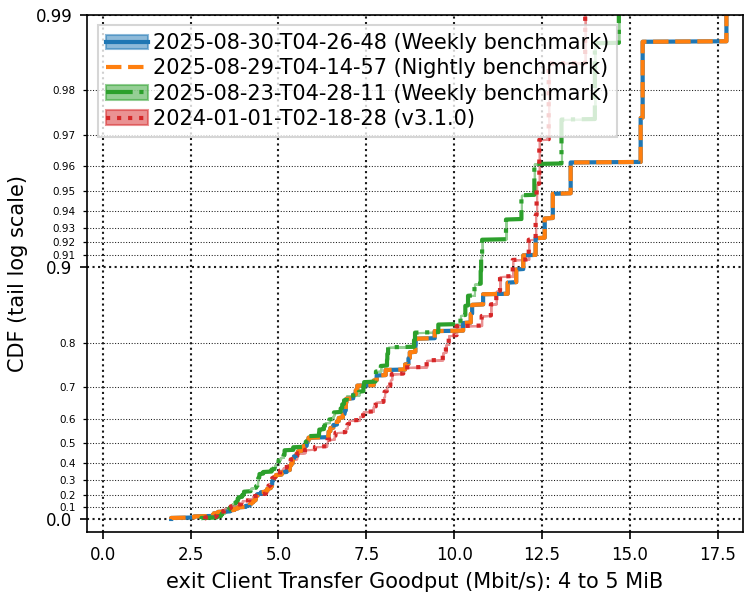 0.99
2025-08-30-T04-26-48 (Weekly benchmark)
2025-08-29-T04-14-57 (Nightly benchmark)
2025-08-23-T04-28-11 (Weekly benchmark)
2024-01-01-T02-18-28 (v3.1.0)
0.98
0.97
0.96
0.95
0.94
0.93
0.92
0.91
0.9
0.8
0.7
0.6
0.5
0.4
0.3
0.2
0.1
0.0
CDF (tail log scale)
0.0 2.5 5.0 7.5 10.0 12.5 15.0 17.5
exit Client Transfer Goodput (Mbit/s): 4 to 5 MiB